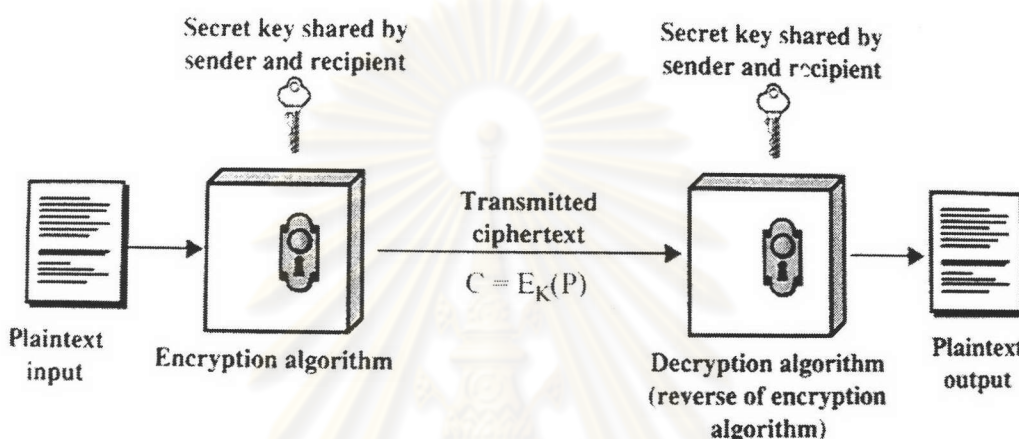 Secret key shared by
sender and recipient
Secret key shared by
sender and recipient
Transmitted
ciphertext
C = E_K(P)
Plaintext
input
Encryption algorithm
Decryption algorithm
(reverse of encryption
algorithm)
Plaintext
output